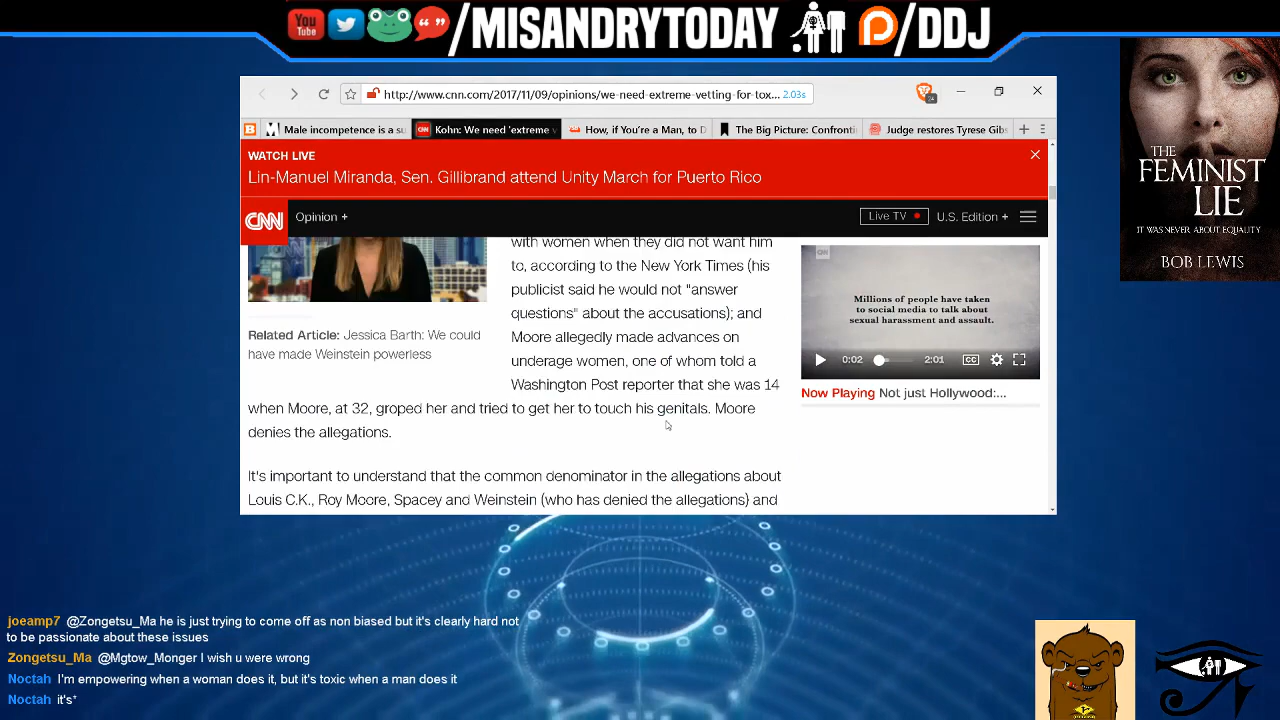 You Tube /MISANDRYTODAY /DDJ
http://www.cnn.com/2017/11/09/opinions/we-need-extreme-vetting-for-tox... 2.03s
24
Male incompetence is a su
CNN Kohn: We need 'extreme v
How, if You're a Man, to D
The Big Picture: Confronti
Judge restores Tyrese Gibs
WATCH LIVE
Lin-Manuel Miranda, Sen. Gillibrand attend Unity March for Puerto Rico
CNN Opinion + Live TV U.S. Edition +
with women when they did not want him
to, according to the New York Times (his
publicist said he would not "answer
questions" about the accusations); and
Moore allegedly made advances on
underage women, one of whom told a
Washington Post reporter that she was 14
when Moore, at 32, groped her and tried to get her to touch his genitals. Moore
denies the allegations.
It's important to understand that the common denominator in the allegations about
Louis C.K., Roy Moore, Spacey and Weinstein (who has denied the allegations) and
Related Article: Jessica Barth: We could
have made Weinstein powerless
CNN
Millions of people have taken
to social media to talk about
sexual harassment and assault.
0:02 2:01 CC
Now Playing Not just Hollywood:...
THE
FEMINIST
LIE
IT WAS NEVER ABOUT EQUALITY
BOB LEWIS
joeamp7 @Zongetsu_Ma he is just trying to come off as non biased but it's clearly hard not
to be passionate about these issues
Zongetsu_Ma @Mgtow_Monger I wish u were wrong
Noctah I'm empowering when a woman does it, but it's toxic when a man does it
Noctah it's*